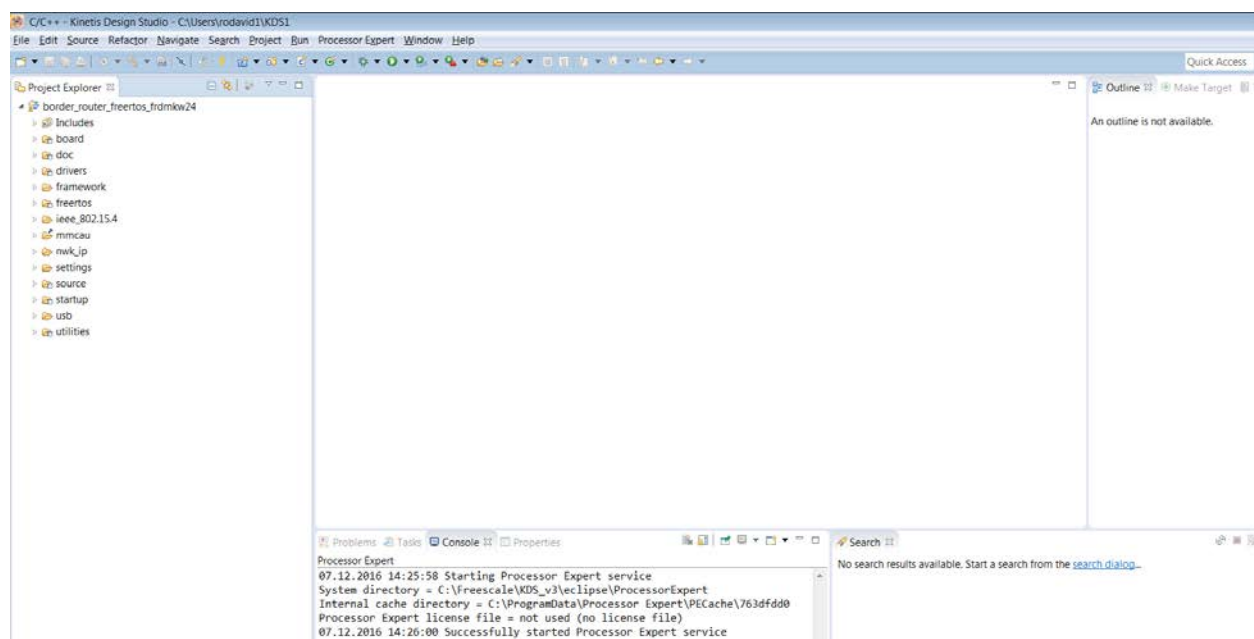 C/C++ - Kinetis Design Studio - C:\Users\rodavid1\KDS1
File Edit Source Refactor Navigate Search Project Run Processor Expert Window Help
Quick Access
Project Explorer
border_router_freertos_frdmkw24
Includes
board
doc
drivers
framework
freertos
ieee_802.15.4
mmcau
nwk_ip
settings
source
startup
usb
utilities
Outline Make Target
An outline is not available.
Problems Tasks Console Properties
Processor Expert
07.12.2016 14:25:58 Starting Processor Expert service
System directory = C:\Freescale\KDS_v3\eclipse\ProcessorExpert
Internal cache directory = C:\ProgramData\Processor Expert\PECache\763dfdd0
Processor Expert license file = not used (no license file)
07.12.2016 14:26:00 Successfully started Processor Expert service
Search
No search results available. Start a search from the search dialog...